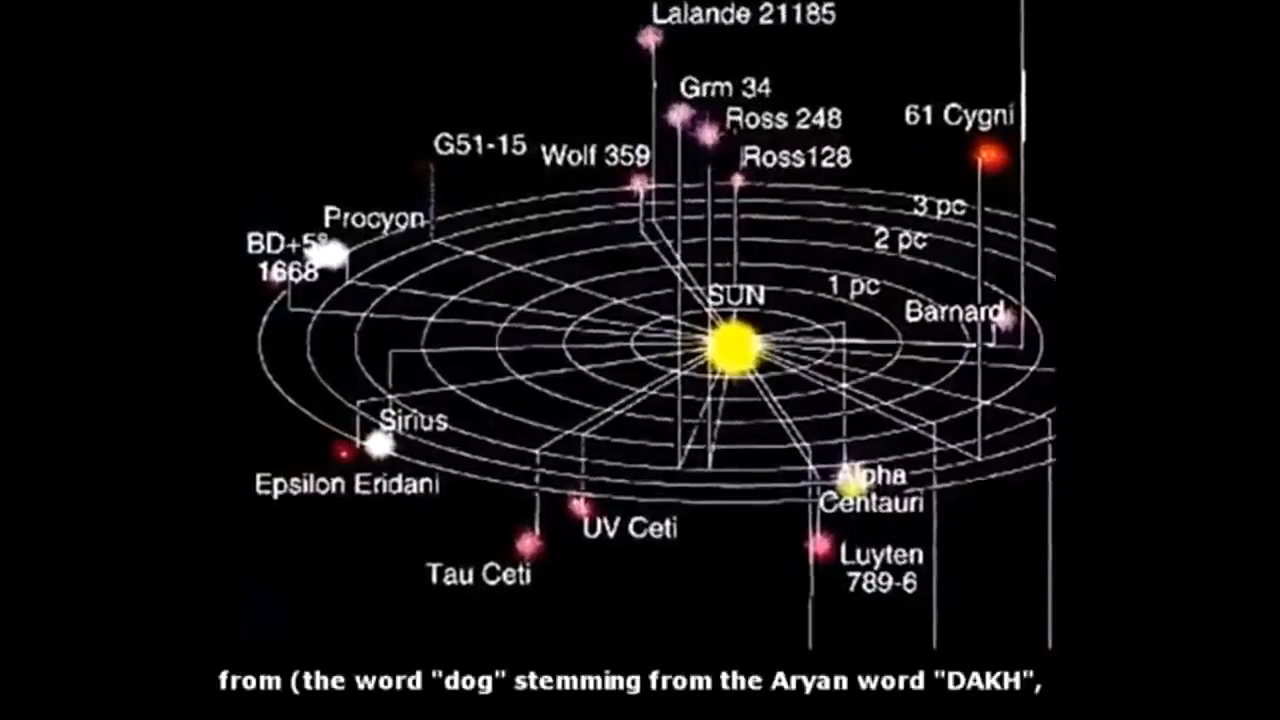 Lalande 21185
Grm 34
Ross 248
61 Cygni
G51-15
Wolf 359
Ross128
3 pc
Procyon
2 pc
BD+5°
1668
1 pc
SUN
Barnard
Sirius
Alpha
Centauri
Epsilon Eridani
UV Ceti
Luyten
789-6
Tau Ceti
from (the word "dog" stemming from the Aryan word "DAKH",